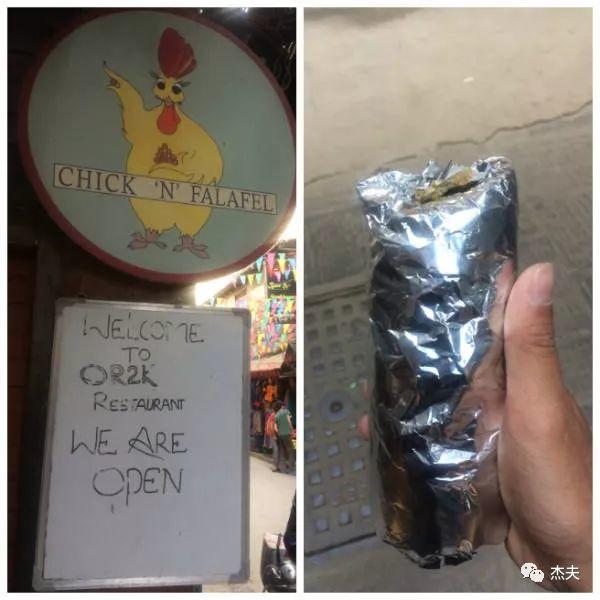 CHICK 'N' FALAFEL
WELCOME
TO
OR2K
RESTAURANT
WE ARE
OPEN
杰夫